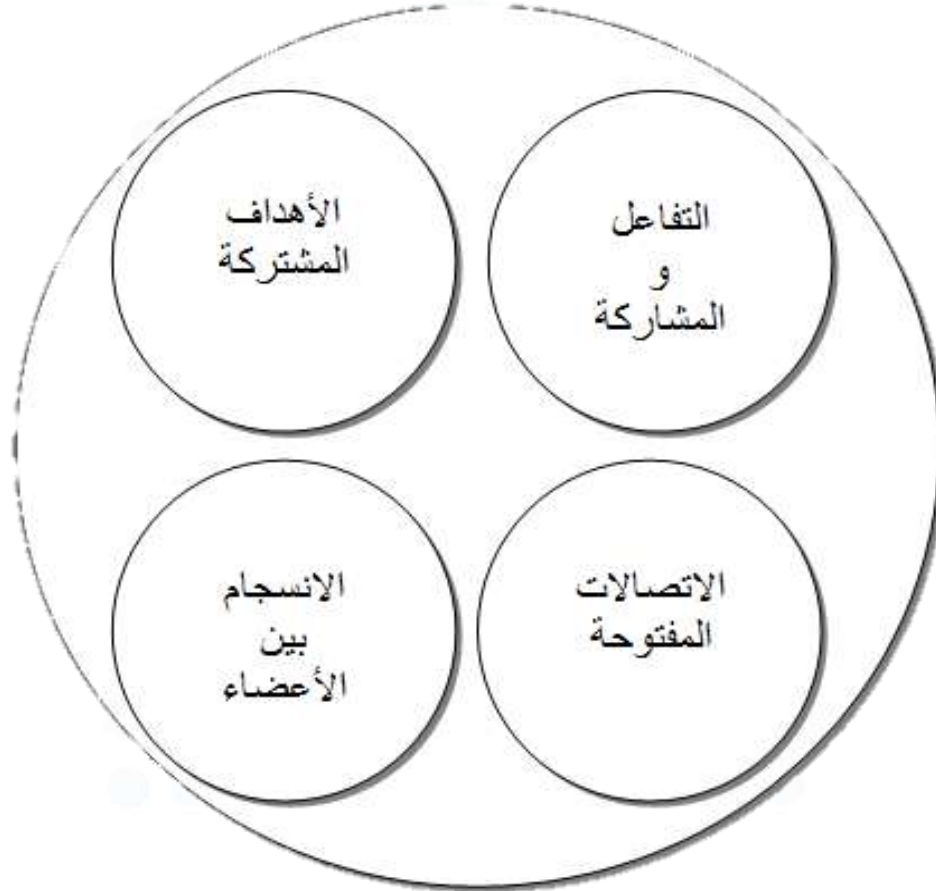 التفاعل
و
المشاركة
الأهداف
المشتركة
الاتصالات
المفتوحة
الانسجام
بين
الأعضاء